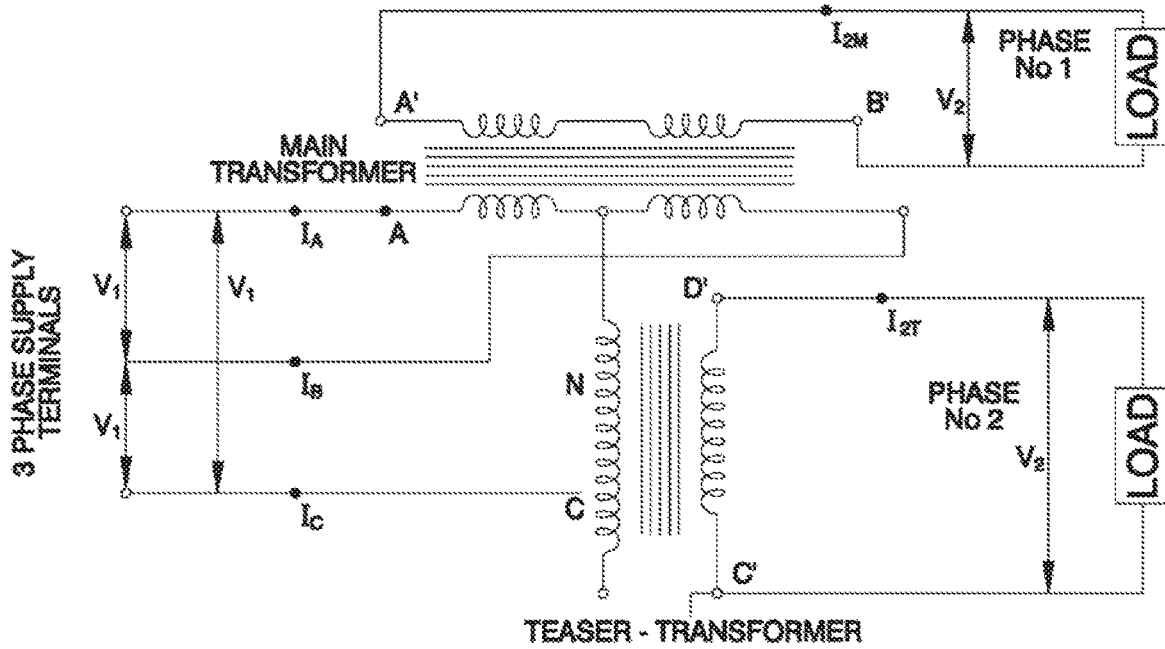 I2M
PHASE
No 1
LOAD
V2
A'
B'
MAIN
TRANSFORMER
IA
A
3 PHASE SUPPLY
TERMINALS
V1
V1
D'
I2T
IB
N
PHASE
No 2
LOAD
V1
V2
C
IC
C'
TEASER - TRANSFORMER